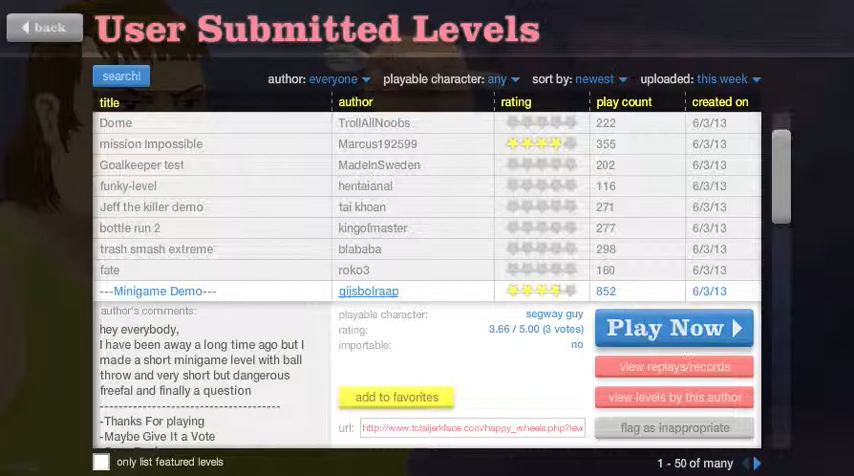 back
User Submitted Levels
search!
author: everyone playable character: any sort by: newest uploaded: this week
title author rating play count created on
Dome TrollAllNoobs 222 6/3/13
mission Impossible Marcus192599 355 6/3/13
Goalkeeper test MadeInSweden 202 6/3/13
funky-level hentaianal 116 6/3/13
Jeff the killer demo tai khoan 271 6/3/13
bottle run 2 kingofmaster 277 6/3/13
trash smash extreme blababa 298 6/3/13
fate roko3 160 6/3/13
---Minigame Demo--- gijsbolraap 852 6/3/13
author's comments:
hey everybody,
I have been away a long time ago but I
made a short minigame level with ball
throw and very short but dangerous
freefal and finally a question
-------------------------------------
-Thanks For playing
-Maybe Give It a Vote
playable character: segway guy
rating: 3.66 / 5.00 (3 votes)
importable: no
add to favorites
url: http://www.totaljerkface.com/happy_wheels.php?leve
Play Now
view replays/records
view levels by this author
flag as inappropriate
only list featured levels
1 - 50 of many